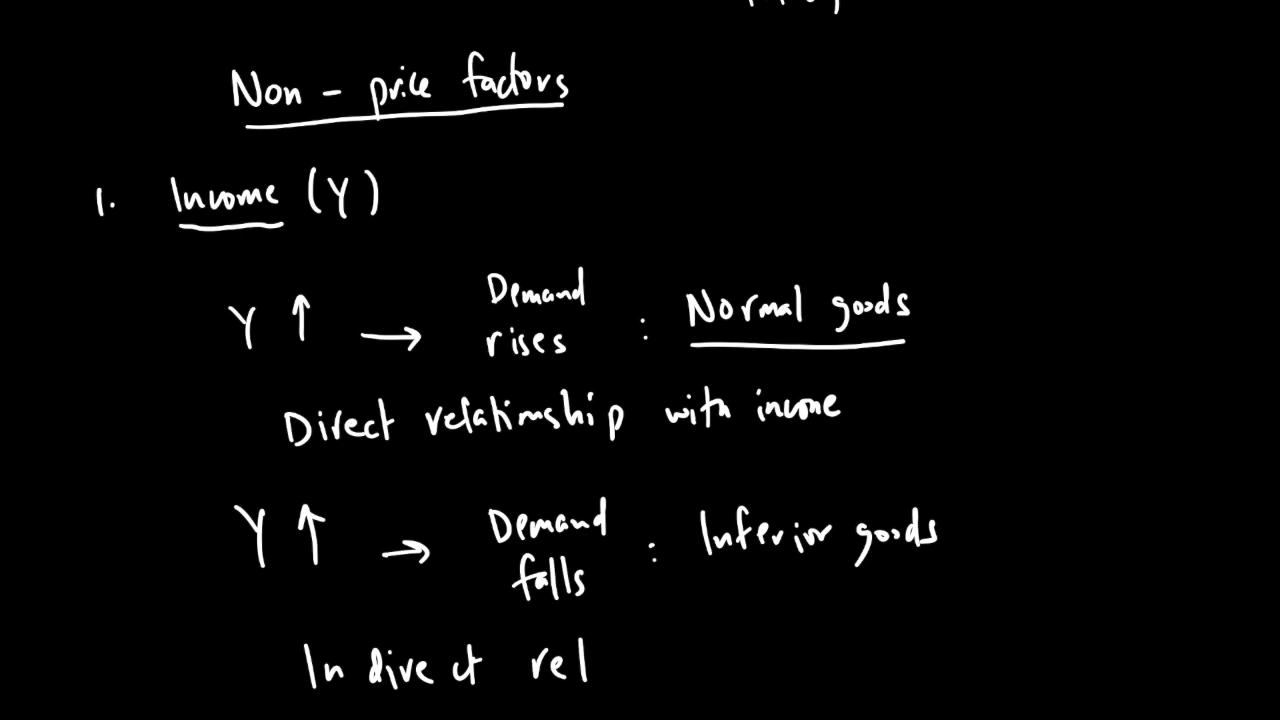 Non - price factors
1. Income (Y)
Y ↑ → Demand rises : Normal goods
Direct relationship with income
Y ↑ → Demand falls : Inferior goods
Indirect rel